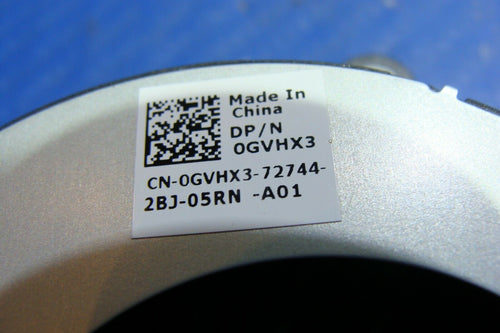 Made In
China
DP/N
0GVHX3
CN-0GVHX3-72744-
2BJ-05RN -A01